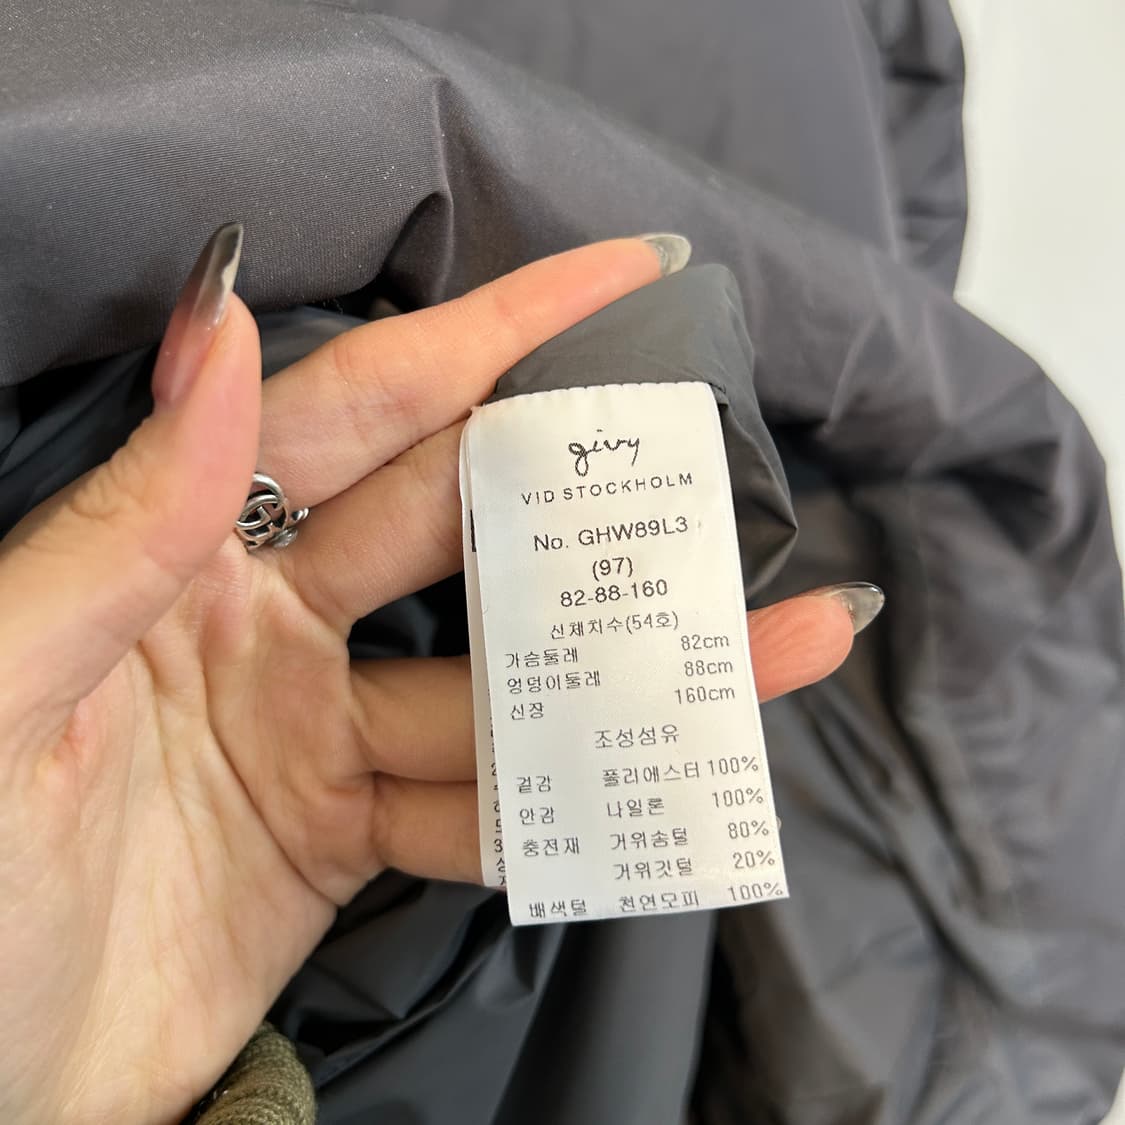 givy
VID STOCKHOLM
No. GHW89L3
(97)
82-88-160
신체치수(54호)
가슴둘레 82cm
엉덩이둘레 88cm
신장 160cm
조성섬유
겉감 폴리에스터 100%
안감 나일론 100%
충전재 거위솜털 80%
거위깃털 20%
배색털 천연모피 100%